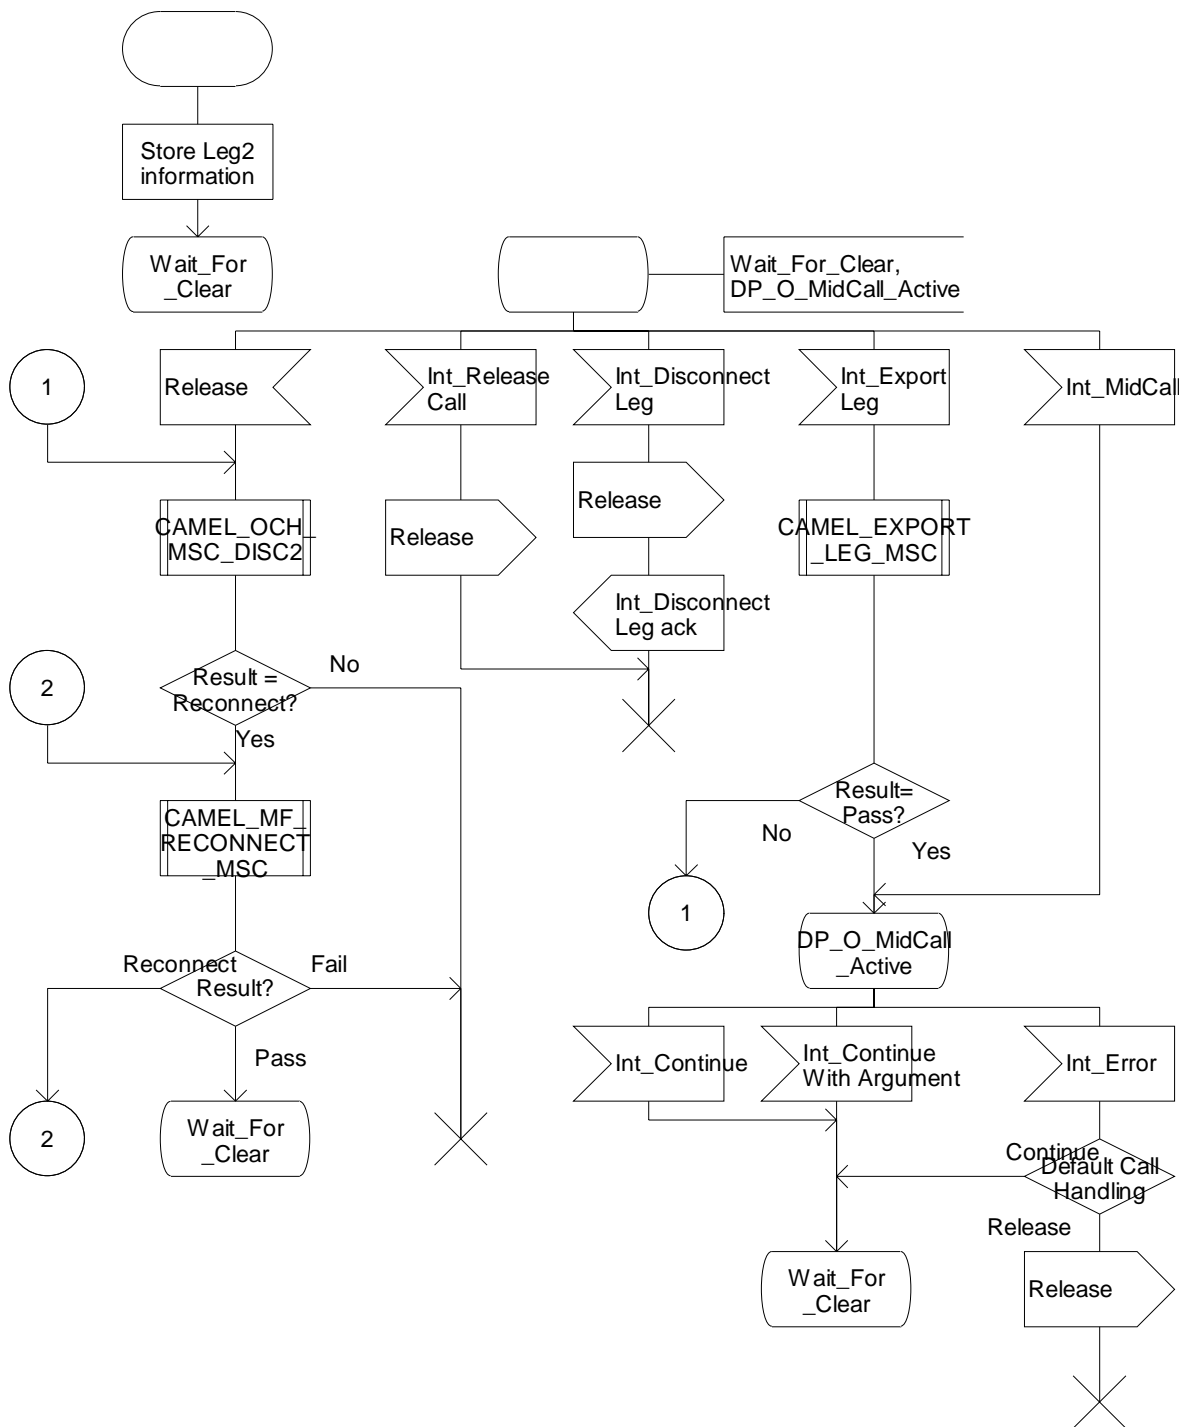 Store Leg2
information
Wait_For
_Clear
Wait_For_Clear,
DP_O_MidCall_Active
1
Release
Int_Release
Call
Int_Disconnect
Leg
Int_Export
Leg
Int_MidCall
CAMEL_OCH_
MSC_DISC2
Release
Release
CAMEL_EXPORT
_LEG_MSC
Int_Disconnect
Leg ack
2
Result =
Reconnect?
No
Yes
CAMEL_MF_
RECONNECT
_MSC
Result=
Pass?
No
Yes
1
DP_O_MidCall
_Active
Reconnect
Result?
Fail
Pass
Int_Continue
Int_Continue
With Argument
Int_Error
2
Wait_For
_Clear
Continue
Default Call
Handling
Release
Wait_For
_Clear
Release